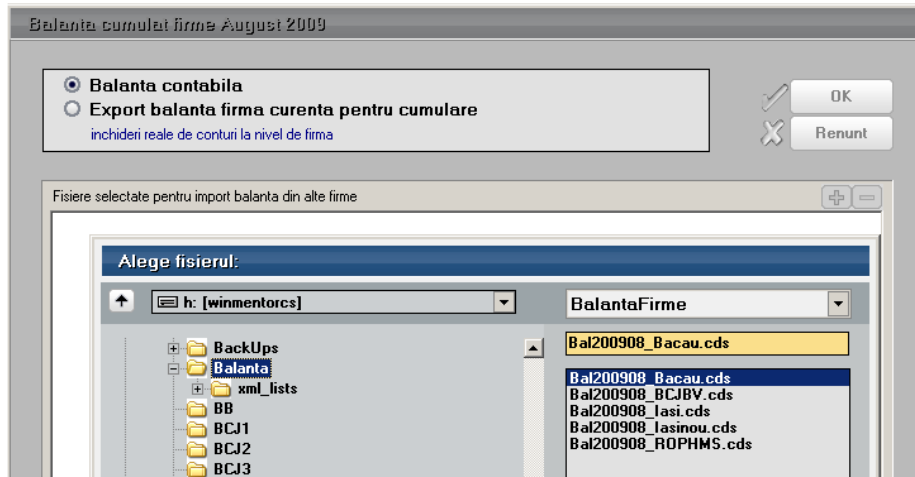 Balanta cumulat firme August 2009
Balanta contabila
Export balanta firma curenta pentru cumulare
inchideri reale de conturi la nivel de firma
OK
Renunt
Fisiere selectate pentru import balanta din alte firme
Alege fisierul:
h: [winmentorcs]
BalantaFirme
BackUps
Balanta
xml_lists
BB
BCJ1
BCJ2
BCJ3
Bal200908_Bacau.cds
Bal200908_Bacau.cds
Bal200908_BCJBV.cds
Bal200908_Iasi.cds
Bal200908_Iasinou.cds
Bal200908_ROPHMS.cds